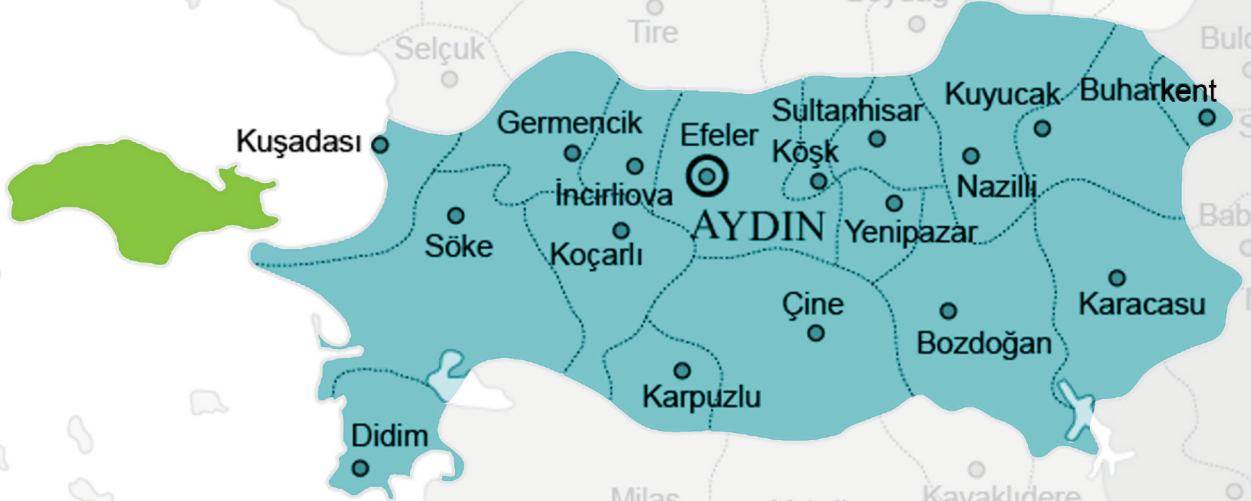 Selçuk
Tire
Kuşadası
Germencik
Efeler
Sultanhisar
Köşk
Kuyucak
Buharkent
İncirliova
Nazilli
Söke
Koçarlı
AYDIN
Yenipazar
Çine
Bozdoğan
Karacasu
Karpuzlu
Didim
Milas
Kavaklıdere